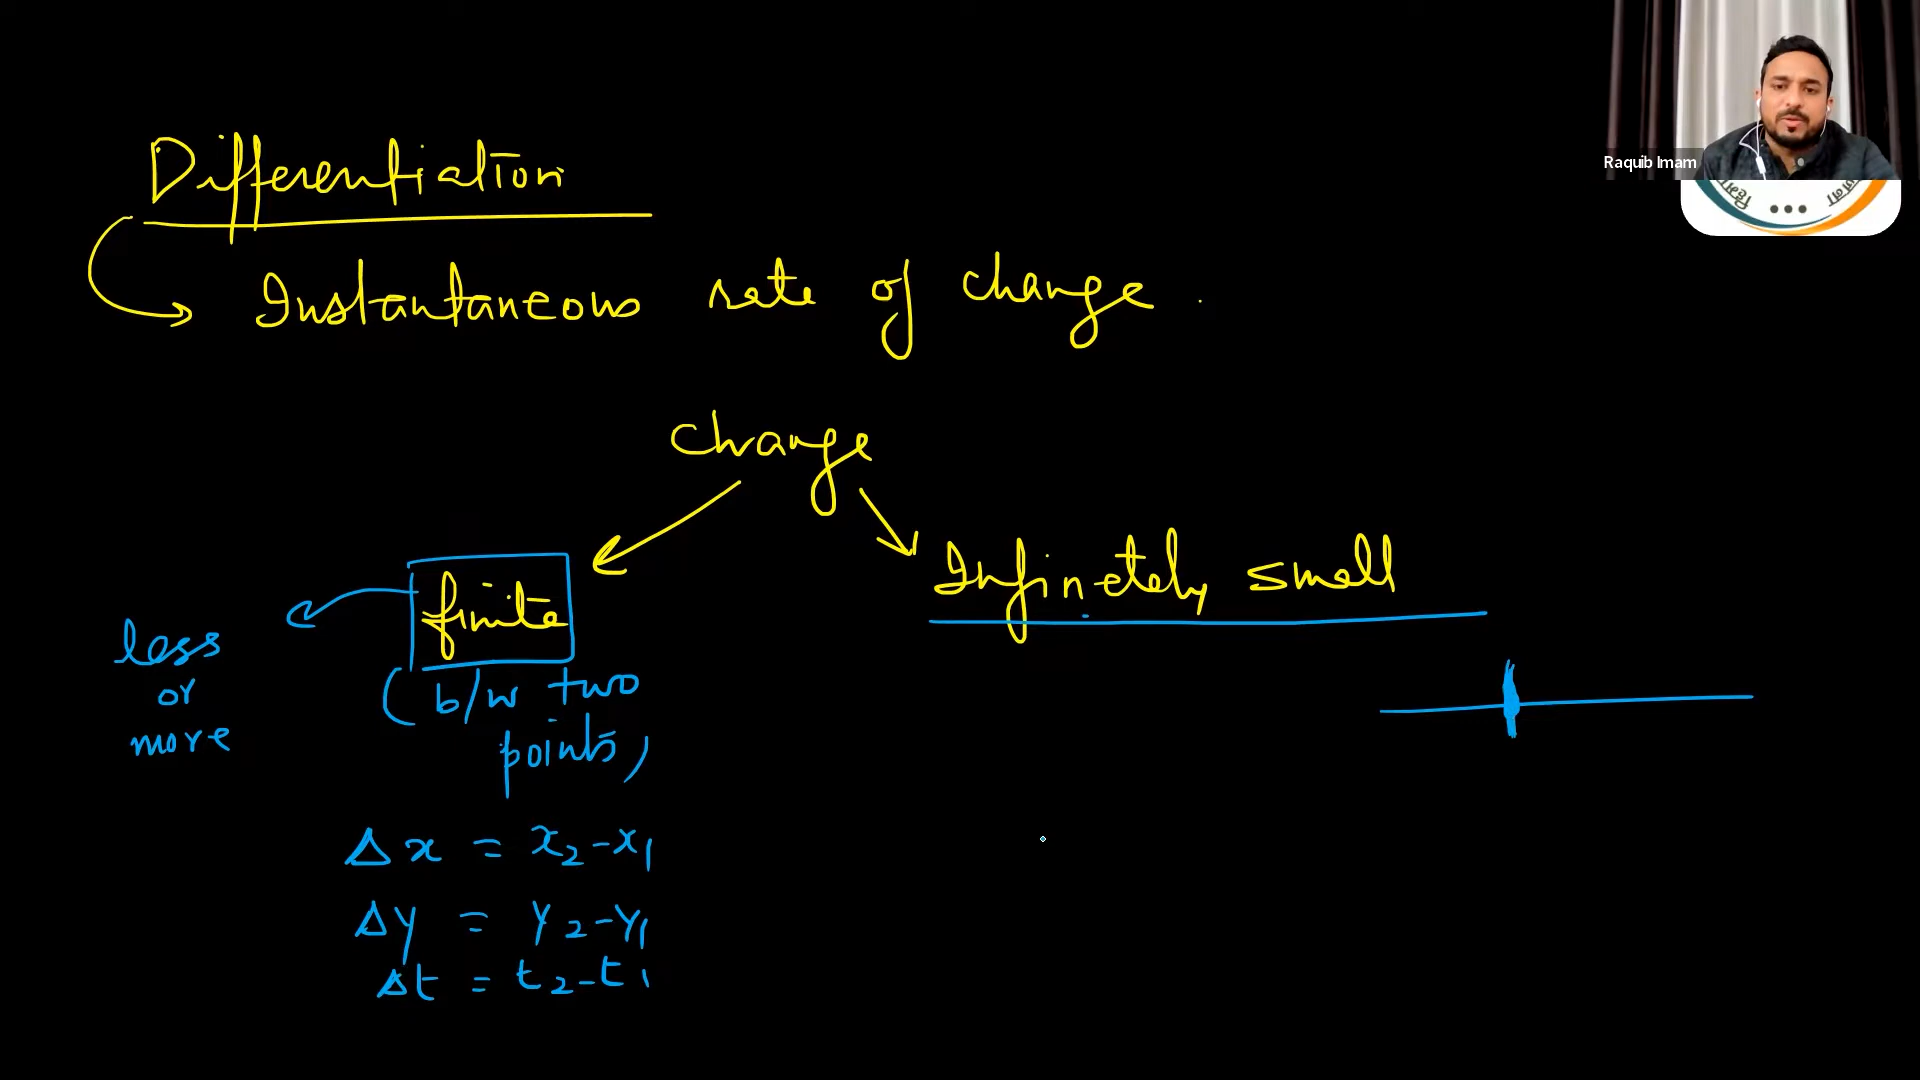 Raquib Imam
Differentiation
Instantaneous rate of change.
change
finite
Infinetely small
less
or
more
( b/w two
points)
Δx = x₂-x₁
Δy = y₂-y₁
Δt = t₂-t₁